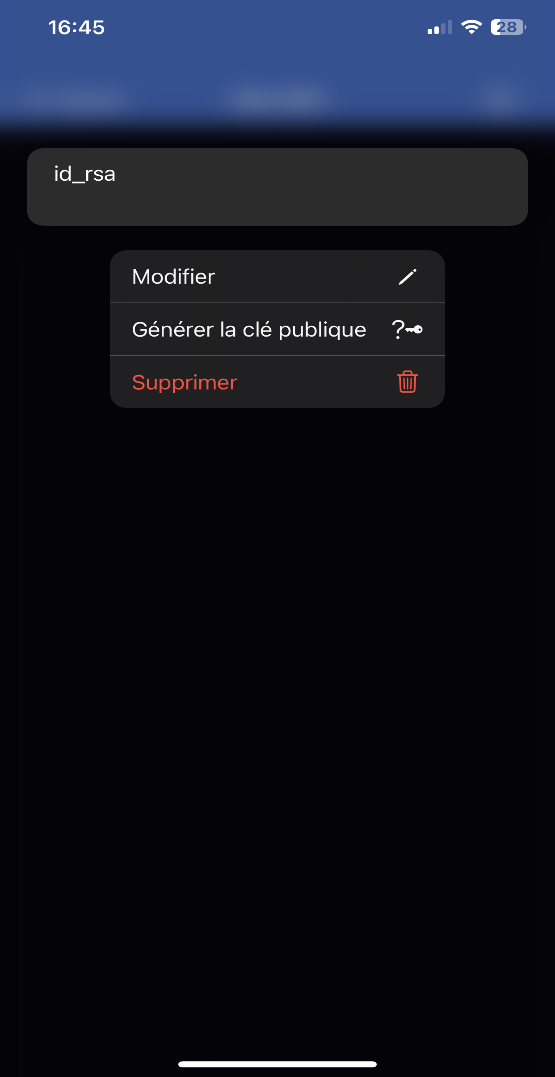 16:45
28
id_rsa
Modifier
Générer la clé publique
?
Supprimer